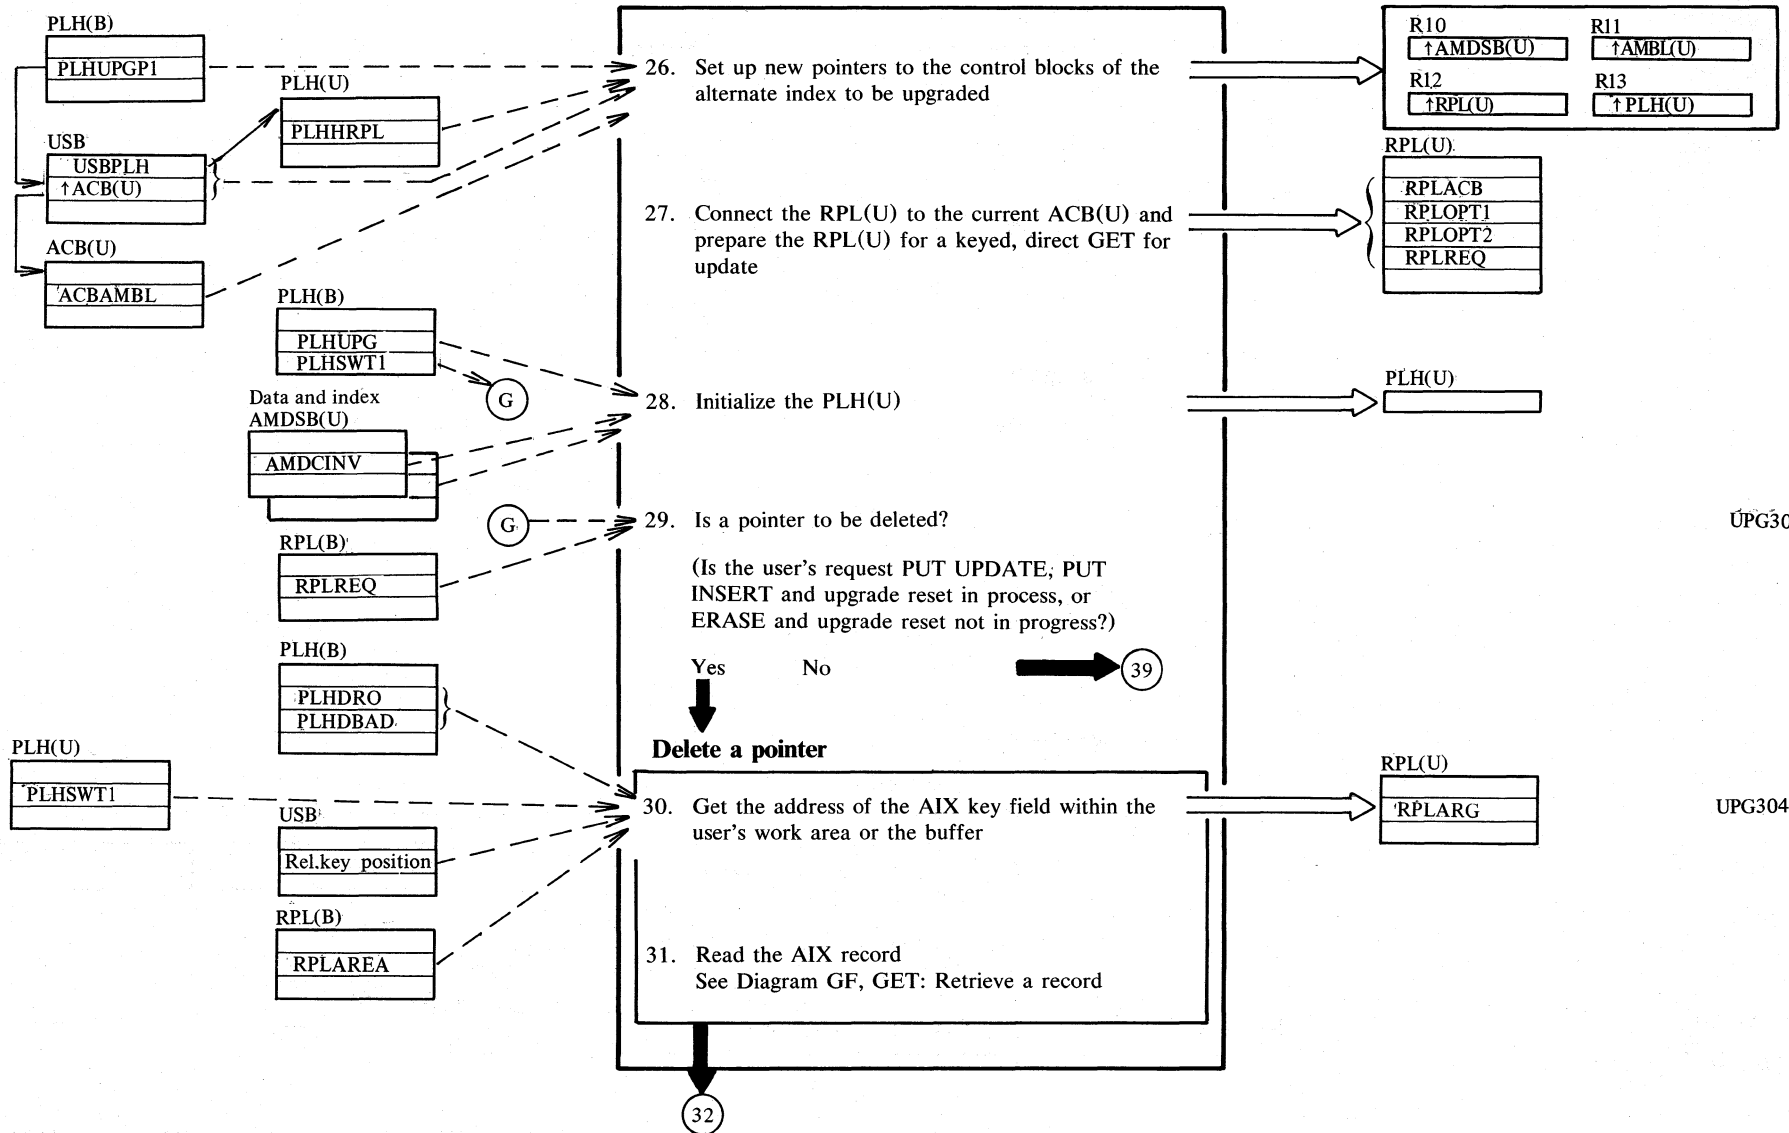 PLH(B)
PLHUPGP1
PLH(U)
PLHHRPL
USB
USBPLH
↑ACB(U)
ACB(U)
ACBAMBL
26. Set up new pointers to the control blocks of the
alternate index to be upgraded
R10
↑AMDSB(U)
R11
↑AMBL(U)
R12
↑RPL(U)
R13
↑PLH(U)
27. Connect the RPL(U) to the current ACB(U) and
prepare the RPL(U) for a keyed, direct GET for
update
RPL(U)
RPLACB
RPLOPT1
RPLOPT2
RPLREQ
PLH(B)
PLHUPG
PLHSWT1
G
Data and index
AMDSB(U)
AMDCINV
28. Initialize the PLH(U)
PLH(U)
G
RPL(B)
RPLREQ
29. Is a pointer to be deleted?
UPG30
(Is the user's request PUT UPDATE, PUT
INSERT and upgrade reset in process, or
ERASE and upgrade reset not in progress?)
Yes No
39
PLH(B)
PLHDRO
PLHDBAD
Delete a pointer
PLH(U)
PLHSWT1
USB
Rel.key position
RPL(B)
RPLAREA
30. Get the address of the AIX key field within the
user's work area or the buffer
RPL(U)
RPLARG
UPG304
31. Read the AIX record
See Diagram GF, GET: Retrieve a record
32